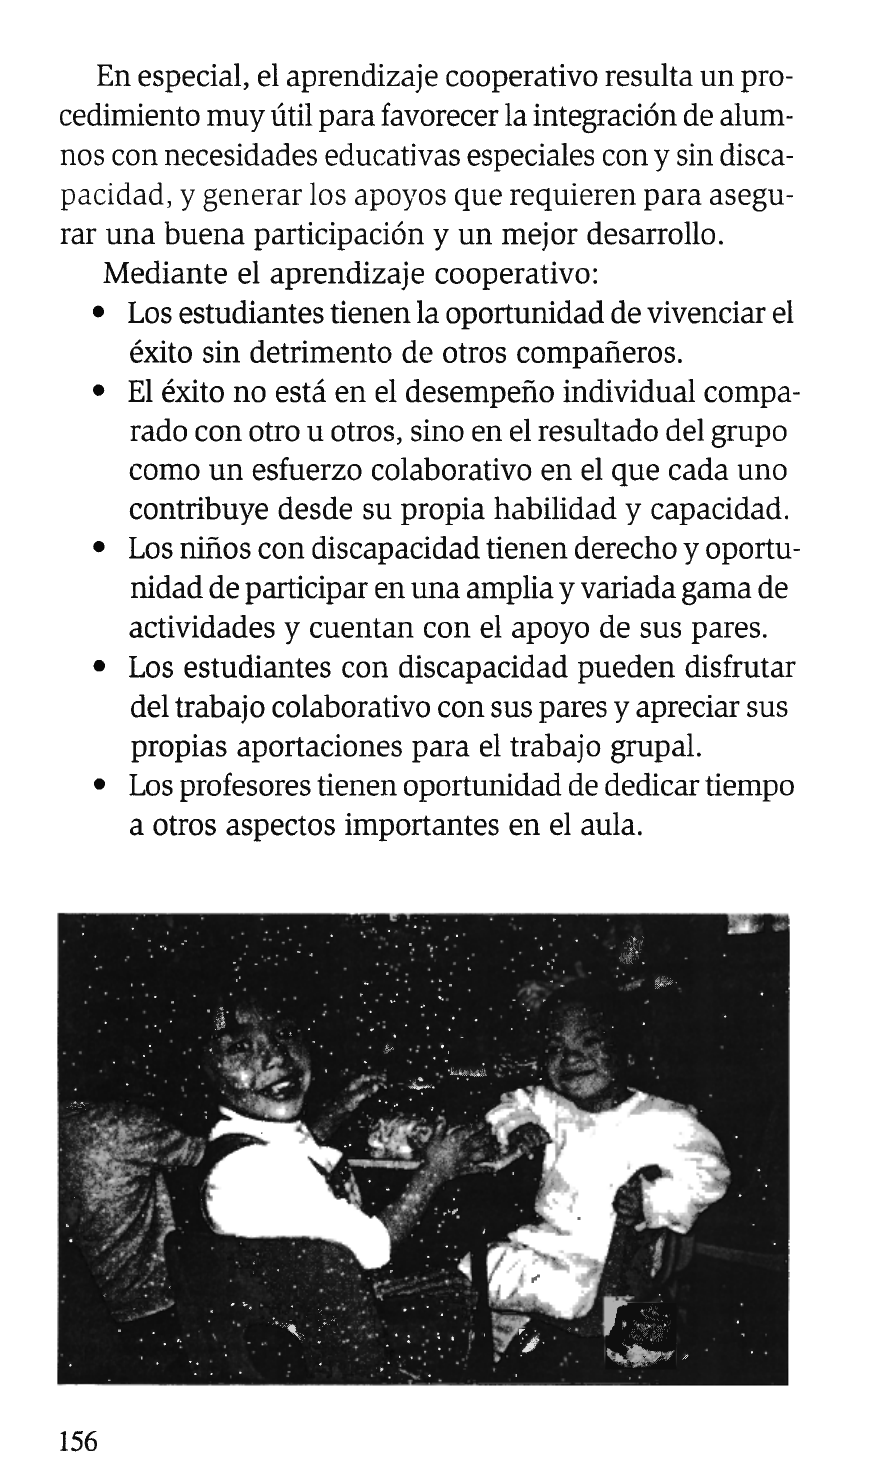 En especial, el aprendizaje cooperativo resulta un pro-
cedimiento muy útil para favorecer la integración de alum-
nos con necesidades educativas especiales con y sin disca-
pacidad, y generar los apoyos que requieren para asegu-
rar una buena participación y un mejor desarrollo.
Mediante el aprendizaje cooperativo:
• Los estudiantes tienen la oportunidad de vivenciar el
éxito sin detrimento de otros compañeros.
• El éxito no está en el desempeño individual compa-
rado con otro u otros, sino en el resultado del grupo
como un esfuerzo colaborativo en el que cada uno
contribuye desde su propia habilidad y capacidad.
• Los niños con discapacidad tienen derecho y oportu-
nidad de participar en una amplia y variada gama de
actividades y cuentan con el apoyo de sus pares.
• Los estudiantes con discapacidad pueden disfrutar
del trabajo colaborativo con sus pares y apreciar sus
propias aportaciones para el trabajo grupal.
• Los profesores tienen oportunidad de dedicar tiempo
a otros aspectos importantes en el aula.
156